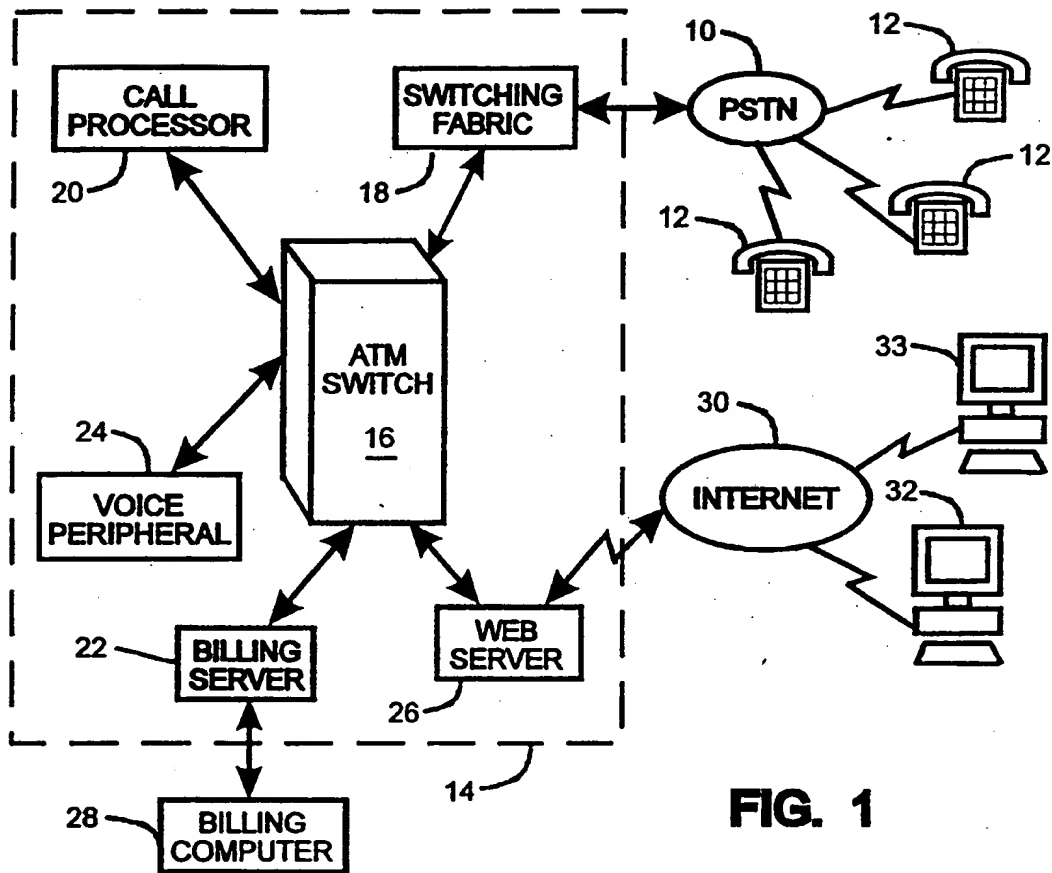 12
10
CALL
PROCESSOR
SWITCHING
FABRIC
PSTN
20
18
12
12
ATM
SWITCH
16
33
30
24
VOICE
PERIPHERAL
INTERNET
32
22
BILLING
SERVER
WEB
SERVER
26
14
28
BILLING
COMPUTER
FIG. 1